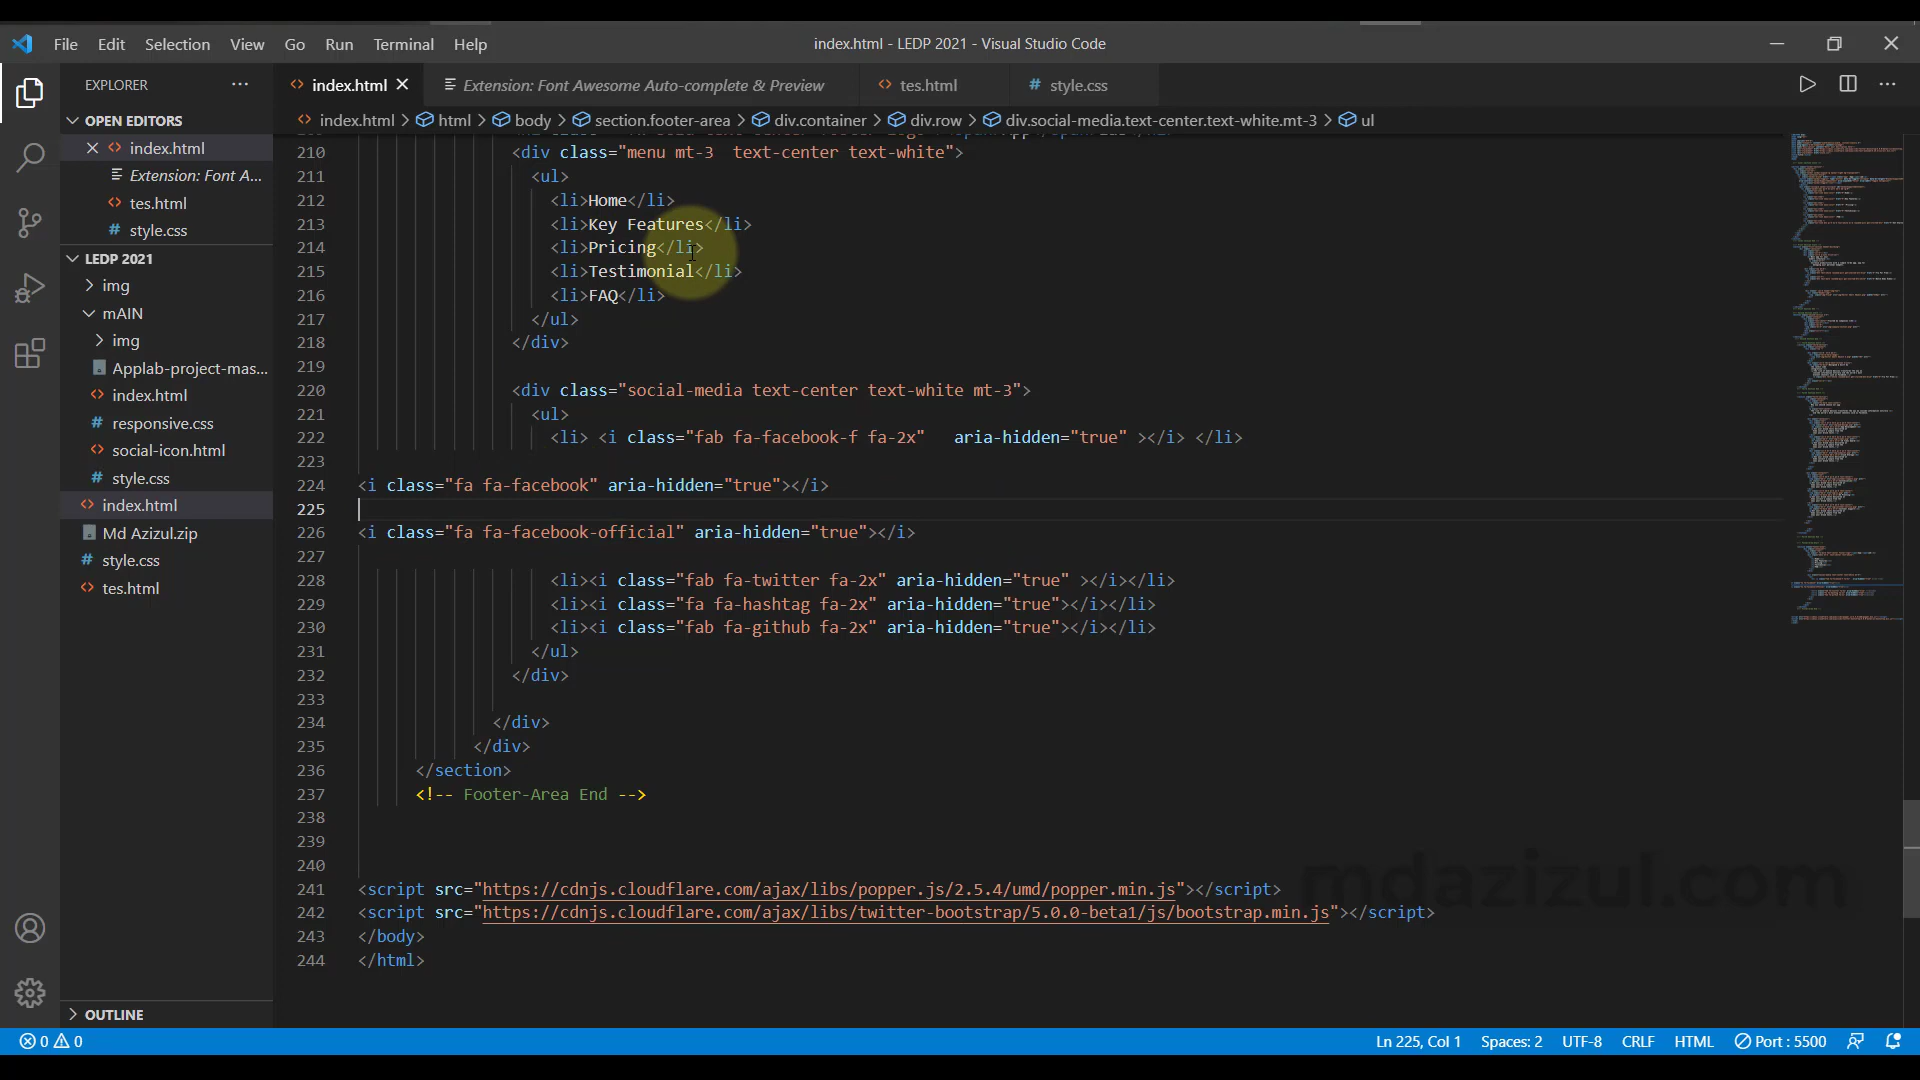 File Edit Selection View Go Run Terminal Help
index.html - LEDP 2021 - Visual Studio Code
EXPLORER
index.html
Extension: Font Awesome Auto-complete & Preview
tes.html
style.css
OPEN EDITORS
index.html
Extension: Font A...
tes.html
style.css
LEDP 2021
img
mAIN
img
Applab-project-mas...
index.html
responsive.css
social-icon.html
style.css
index.html
Md Azizul.zip
style.css
tes.html
OUTLINE
index.html > html > body > section.footer-area > div.container > div.row > div.social-media.text-center.text-white.mt-3 > ul
210 <div class="menu mt-3  text-center text-white">
211 <ul>
212 <li>Home</li>
213 <li>Key Features</li>
214 <li>Pricing</li>
215 <li>Testimonial</li>
216 <li>FAQ</li>
217 </ul>
218 </div>
219
220 <div class="social-media text-center text-white mt-3">
221 <ul>
222 <li> <i class="fab fa-facebook-f fa-2x"   aria-hidden="true" ></i> </li>
223
224 <i class="fa fa-facebook" aria-hidden="true"></i>
225
226 <i class="fa fa-facebook-official" aria-hidden="true"></i>
227
228 <li><i class="fab fa-twitter fa-2x" aria-hidden="true" ></i></li>
229 <li><i class="fa fa-hashtag fa-2x" aria-hidden="true"></i></li>
230 <li><i class="fab fa-github fa-2x" aria-hidden="true"></i></li>
231 </ul>
232 </div>
233
234 </div>
235 </div>
236 </section>
237 <!-- Footer-Area End -->
238
239
240
241 <script src="https://cdnjs.cloudflare.com/ajax/libs/popper.js/2.5.4/umd/popper.min.js"></script>
242 <script src="https://cdnjs.cloudflare.com/ajax/libs/twitter-bootstrap/5.0.0-beta1/js/bootstrap.min.js"></script>
243 </body>
244 </html>
mdazizul.com
0 0
Ln 225, Col 1 Spaces: 2 UTF-8 CRLF HTML Port : 5500